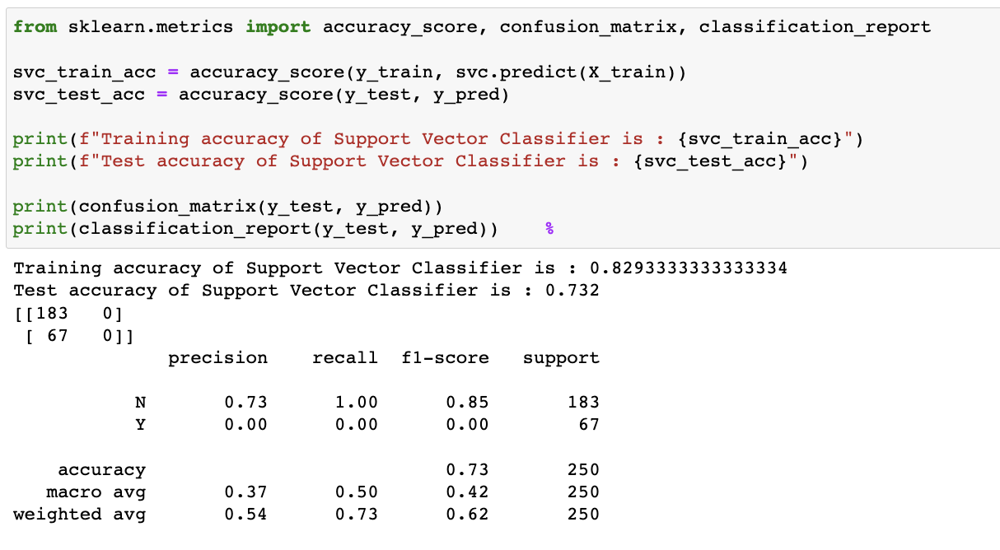 from sklearn.metrics import accuracy_score, confusion_matrix, classification_report
svc_train_acc = accuracy_score(y_train, svc.predict(X_train))
svc_test_acc = accuracy_score(y_test, y_pred)
print(f"Training accuracy of Support Vector Classifier is : {svc_train_acc}")
print(f"Test accuracy of Support Vector Classifier is : {svc_test_acc}")
print(confusion_matrix(y_test, y_pred))
print(classification_report(y_test, y_pred))    %
Training accuracy of Support Vector Classifier is : 0.8293333333333334
Test accuracy of Support Vector Classifier is : 0.732
[[183   0]
 [ 67   0]]
              precision    recall  f1-score   support
           N       0.73      1.00      0.85       183
           Y       0.00      0.00      0.00        67
    accuracy                           0.73       250
   macro avg       0.37      0.50      0.42       250
weighted avg       0.54      0.73      0.62       250